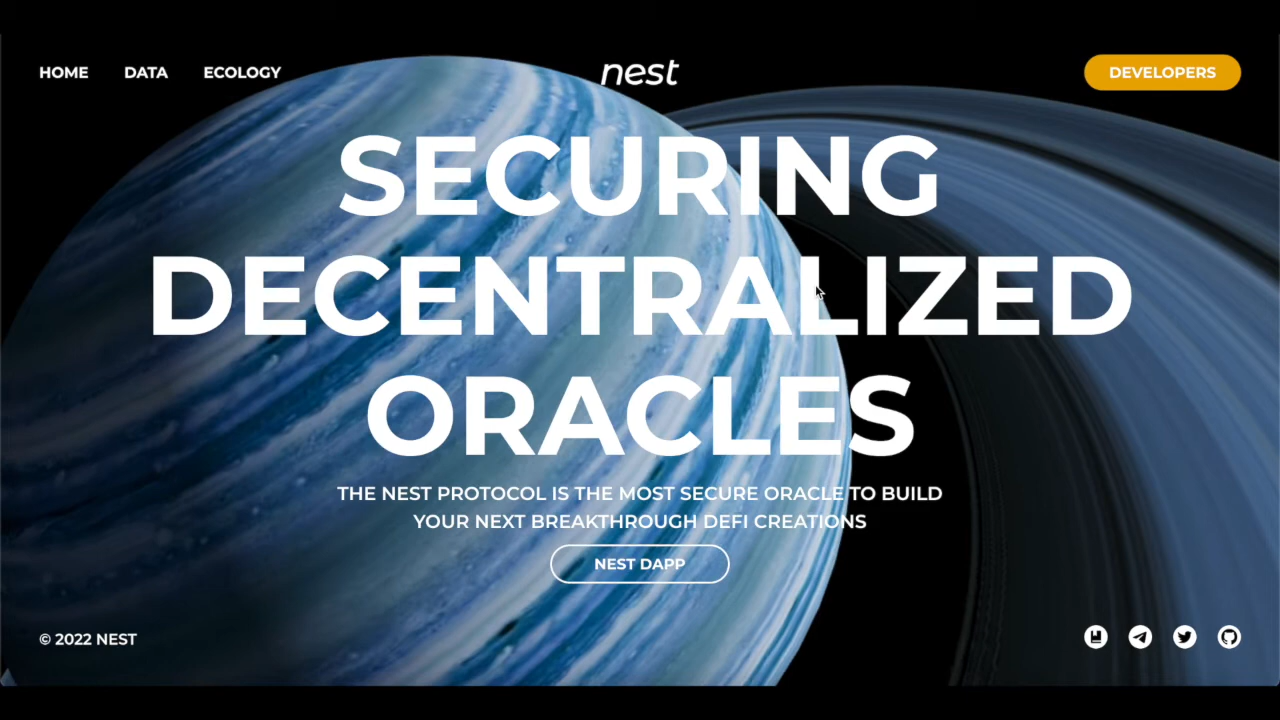 HOME DATA ECOLOGY nest DEVELOPERS
SECURING
DECENTRALIZED
ORACLES
THE NEST PROTOCOL IS THE MOST SECURE ORACLE TO BUILD
YOUR NEXT BREAKTHROUGH DEFI CREATIONS
NEST DAPP
© 2022 NEST